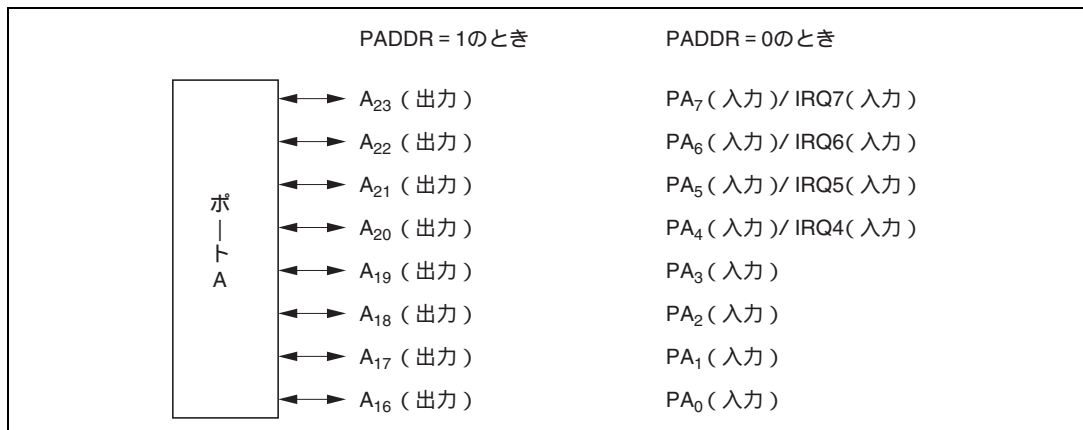 PADDR = 1のとき PADDR = 0のとき
ポートA
A23 ( 出力 ) PA7 ( 入力 ) / IRQ7( 入力 )
A22 ( 出力 ) PA6 ( 入力 ) / IRQ6( 入力 )
A21 ( 出力 ) PA5 ( 入力 ) / IRQ5( 入力 )
A20 ( 出力 ) PA4 ( 入力 ) / IRQ4( 入力 )
A19 ( 出力 ) PA3 ( 入力 )
A18 ( 出力 ) PA2 ( 入力 )
A17 ( 出力 ) PA1 ( 入力 )
A16 ( 出力 ) PA0 ( 入力 )